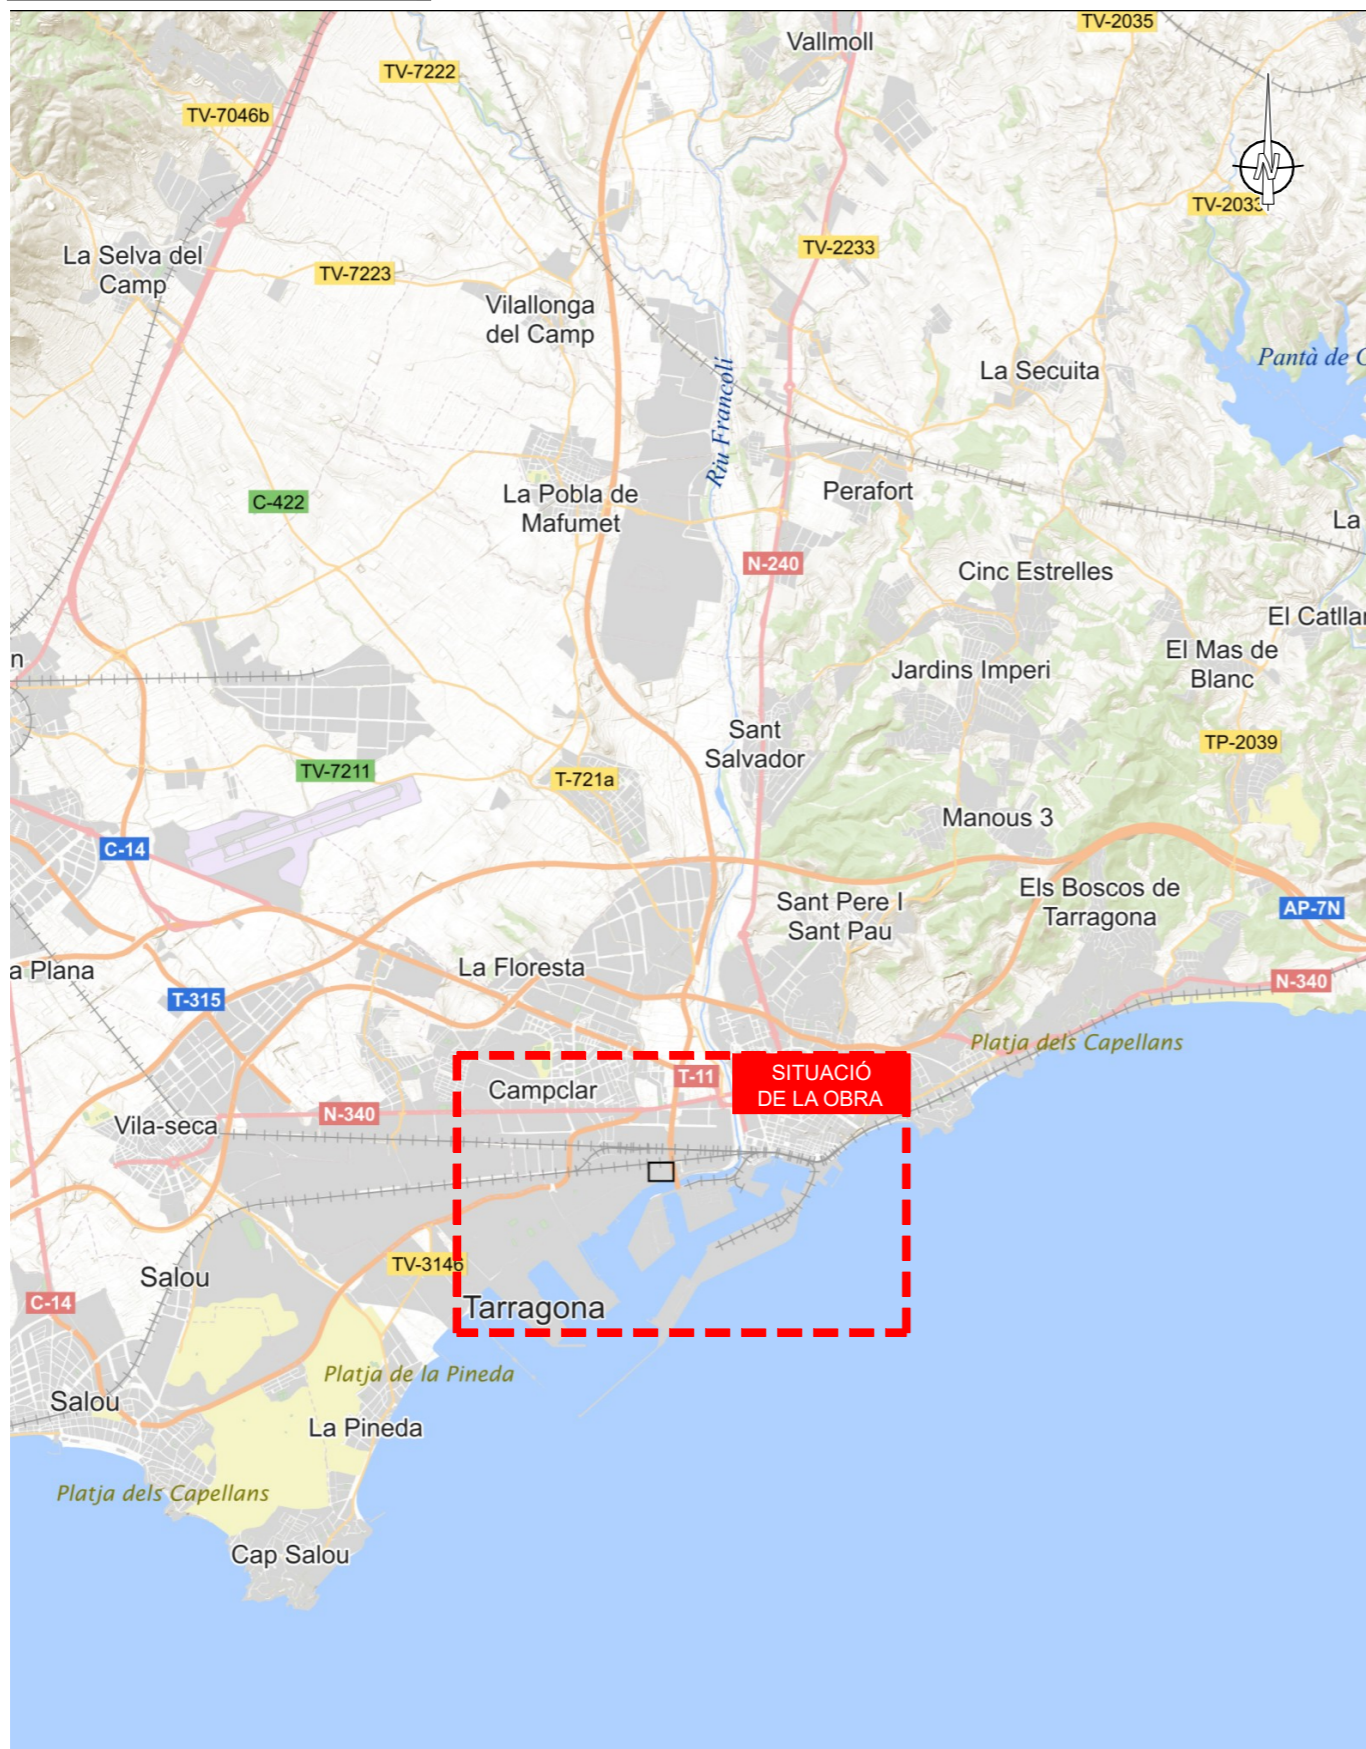 TV-2035
Vallmoll
TV-7222
TV-7046b
N
TV-2033
La Selva del
Camp
TV-7223
TV-2233
Vilallonga
del Camp
Pantà de C
Riu Francolí
La Secuita
La Pobla de
Mafumet
C-422
Perafort
La
N-240
Cinc Estrelles
El Catllar
n
Jardins Imperi
El Mas de
Blanc
Sant
Salvador
TP-2039
TV-7211
T-721a
Manous 3
C-14
Sant Pere I
Sant Pau
Els Boscos de
Tarragona
AP-7N
a Plana
La Floresta
N-340
T-315
Platja dels Capellans
T-11
SITUACIÓ
DE LA OBRA
Campclar
N-340
Vila-seca
TV-3146
Salou
C-14
Tarragona
Platja de la Pineda
Salou
La Pineda
Platja dels Capellans
Cap Salou